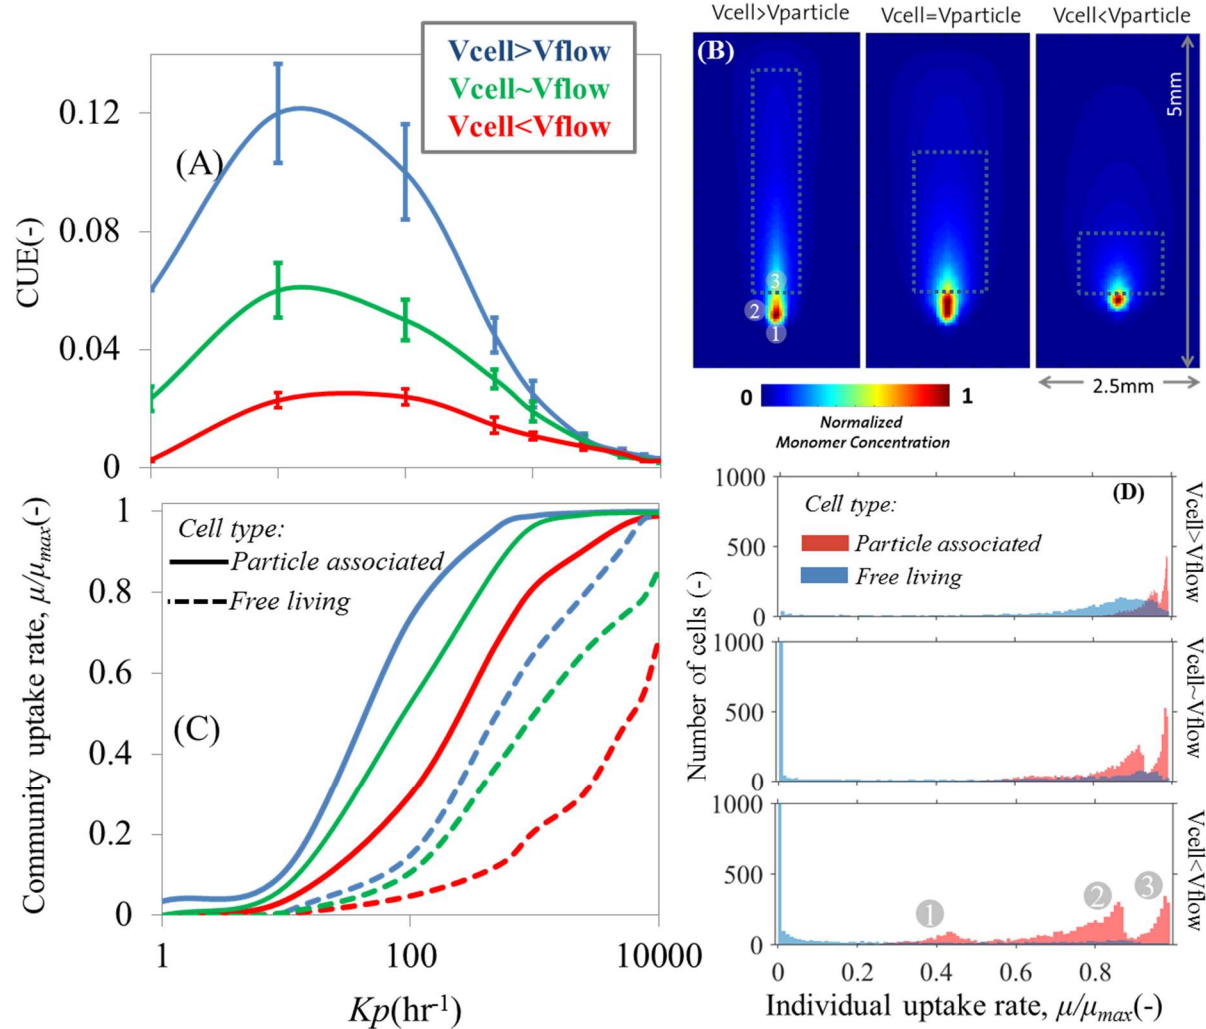 Vcell>Vflow
Vcell~Vflow
Vcell<Vflow
(A)
0.12
0.08
0.04
0
CUE(-)
Vcell>Vparticle
Vcell=Vparticle
Vcell<Vparticle
(B)
3
2
1
5mm
2.5mm
0
1
Normalized
Monomer Concentration
Cell type:
Particle associated
Free living
(C)
1
0.8
0.6
0.4
0.2
0
Community uptake rate, μ/μmax(-)
1
100
10000
Kp(hr-1)
(D)
Cell type:
Particle associated
Free living
1000
500
0
Vcell>Vflow
1000
500
0
Vcell~Vflow
1000
500
0
Vcell<Vflow
1
2
3
Number of cells (-)
0
0.2
0.4
0.6
0.8
Individual uptake rate, μ/μmax(-)